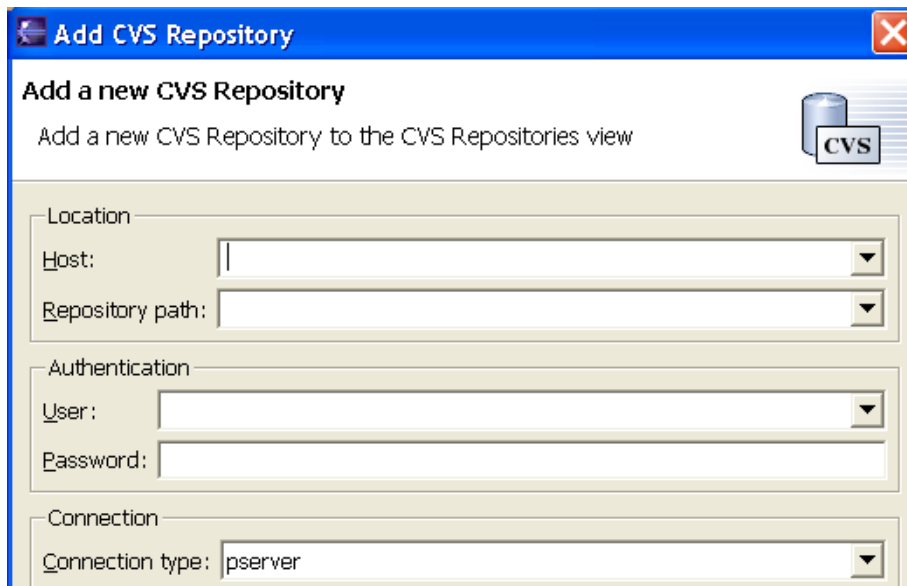 Add CVS Repository
Add a new CVS Repository
Add a new CVS Repository to the CVS Repositories view
CVS
Location
Host:
Repository path:
Authentication
User:
Password:
Connection
Connection type: pserver